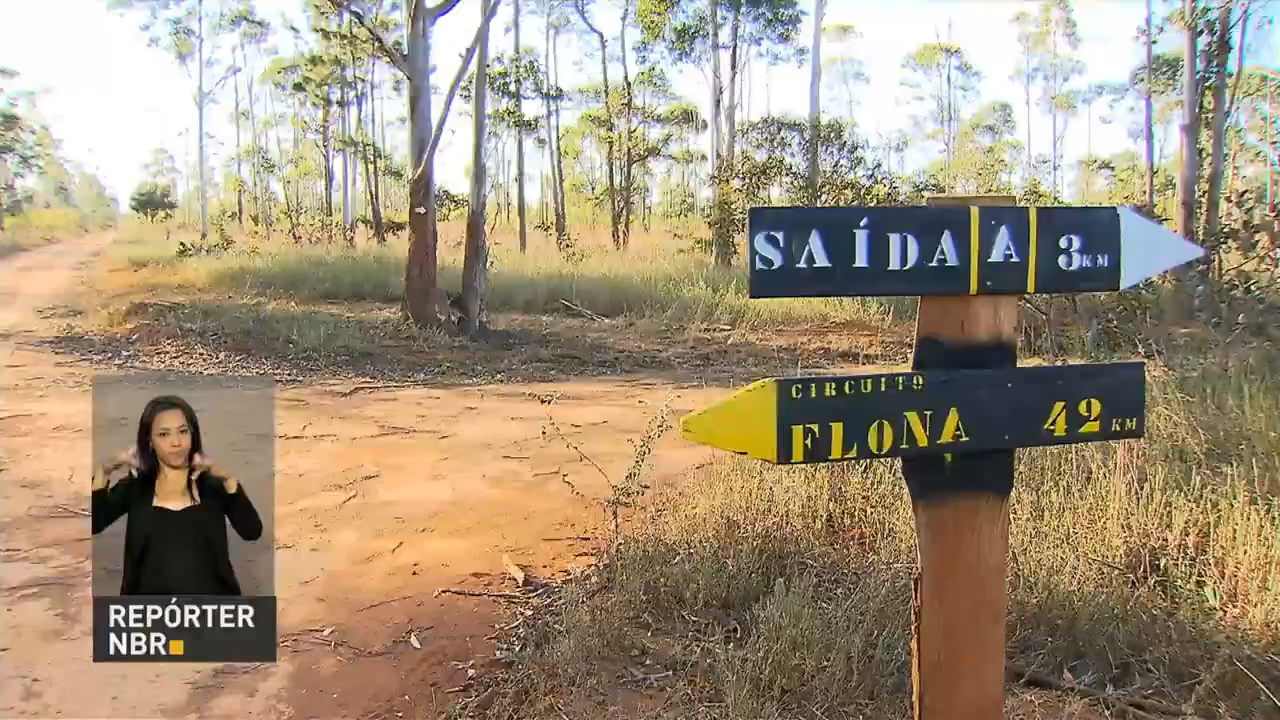 SAÍDA A 3KM
CIRCUITO
FLONA 42 KM
REPÓRTER
NBR